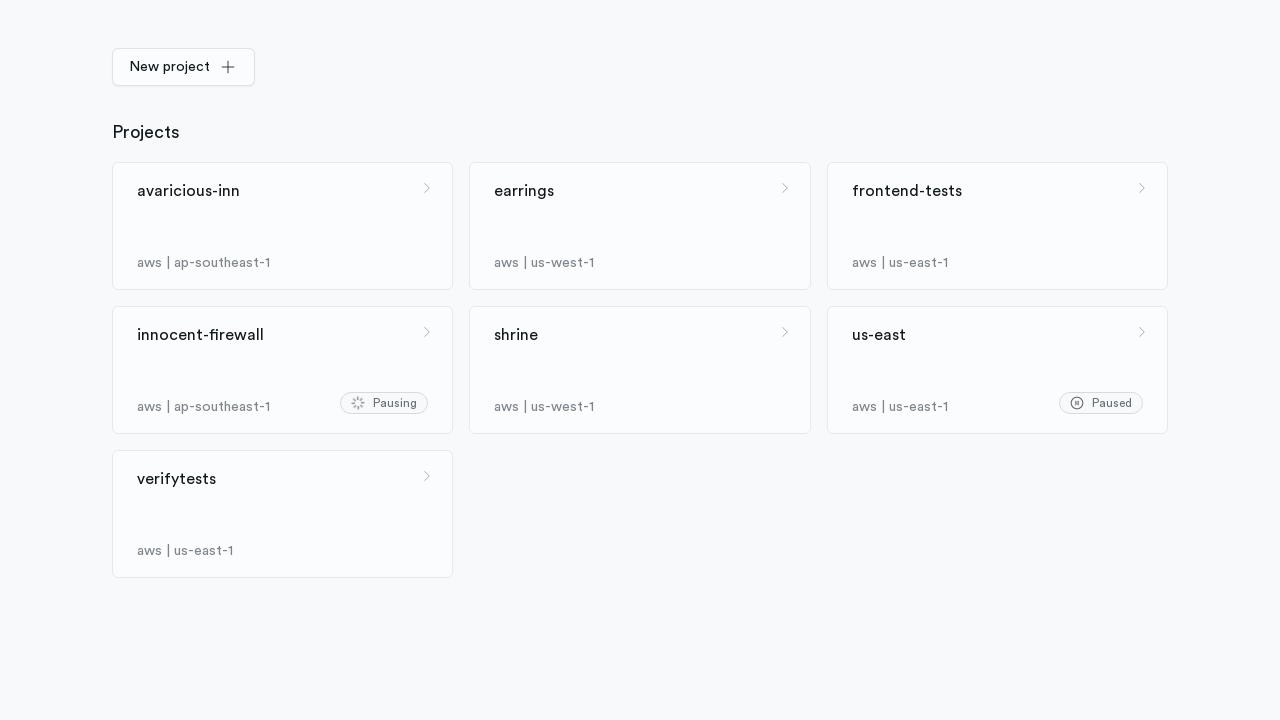 New project
Projects
avaricious-inn
aws | ap-southeast-1
earrings
aws | us-west-1
frontend-tests
aws | us-east-1
innocent-firewall
aws | ap-southeast-1
Pausing
shrine
aws | us-west-1
us-east
aws | us-east-1
Paused
verifytests
aws | us-east-1